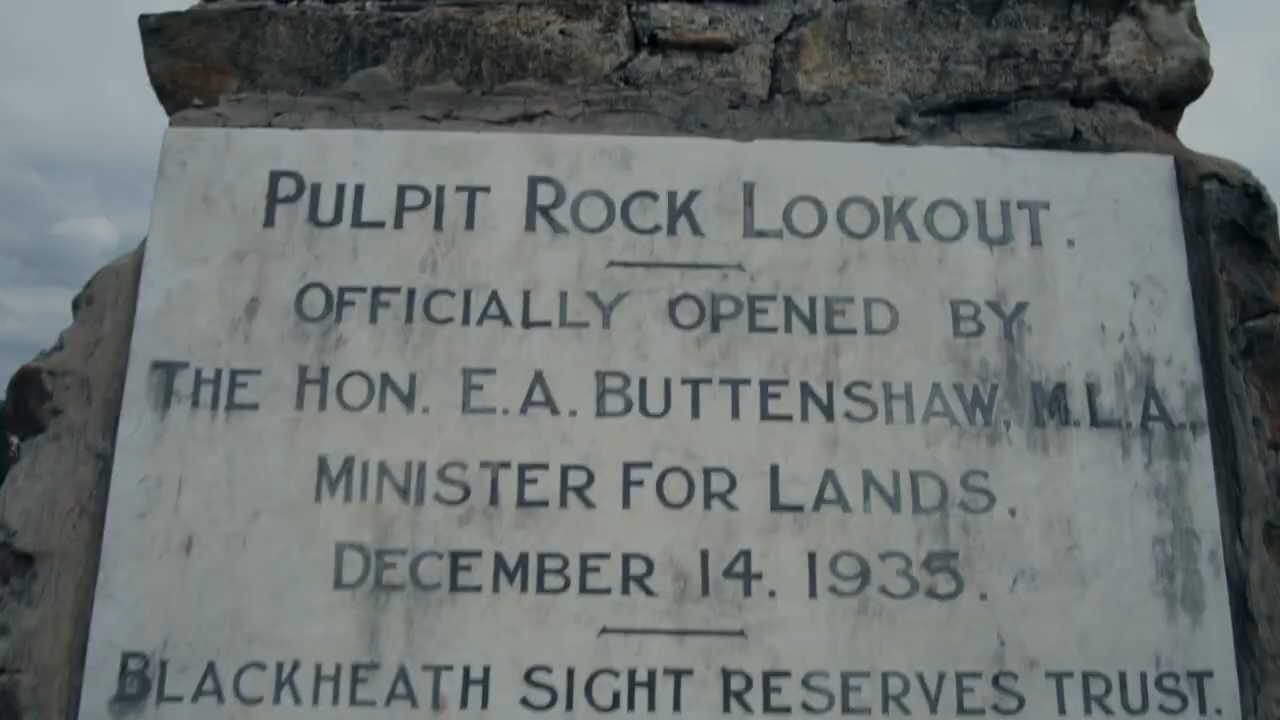 PULPIT ROCK LOOKOUT.
OFFICIALLY OPENED BY
THE HON. E.A. BUTTENSHAW, M.L.A.,
MINISTER FOR LANDS,
DECEMBER 14. 1935.
BLACKHEATH SIGHT RESERVES TRUST.